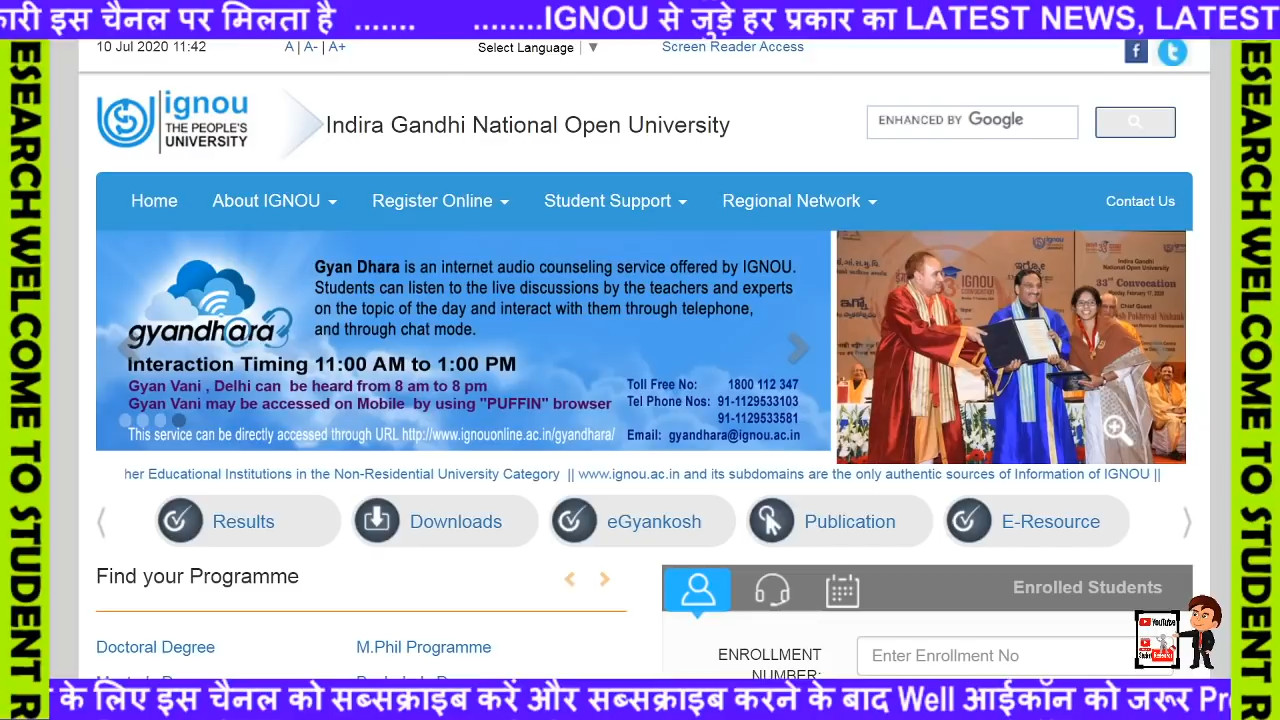 कारी इस चैनल पर मिलता है ....... ........IGNOU से जुड़े हर प्रकार का LATEST NEWS, LATEST
10 Jul 2020 11:42 A | A- | A+ Select Language ▼ Screen Reader Access
ignou
THE PEOPLE'S
UNIVERSITY
Indira Gandhi National Open University
ENHANCED BY Google
Home About IGNOU Register Online Student Support Regional Network Contact Us
Gyan Dhara is an internet audio counseling service offered by IGNOU.
Students can listen to the live discussions by the teachers and experts
on the topic of the day and interact with them through telephone,
and through chat mode.
gyandhara
Interaction Timing 11:00 AM to 1:00 PM
Gyan Vani , Delhi can be heard from 8 am to 8 pm
Gyan Vani may be accessed on Mobile by using "PUFFIN" browser
This service can be directly accessed through URL http://www.ignouonline.ac.in/gyandhara/
Toll Free No: 1800 112 347
Tel Phone Nos: 91-1129533103
91-1129533581
Email: gyandhara@ignou.ac.in
Indira Gandhi
National Open University
33rd Convocation
her Educational Institutions in the Non-Residential University Category || www.ignou.ac.in and its subdomains are the only authentic sources of Information of IGNOU ||
Results Downloads eGyankosh Publication E-Resource
Find your Programme
Enrolled Students
Doctoral Degree M.Phil Programme
ENROLLMENT
NUMBER:
Enter Enrollment No
YouTube
के लिए इस चैनल को सब्सक्राइब करें और सब्सक्राइब करने के बाद Well आईकॉन को जरूर Pr
ESEARCH WELCOME TO STUDENT R
ESEARCH WELCOME TO STUDENT R